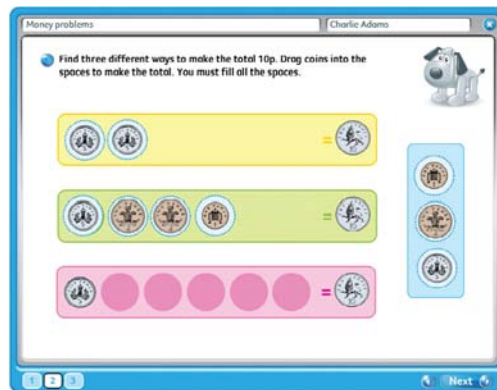 Money problems
Charlie Adams
Find three different ways to make the total 10p. Drag coins into the
spaces to make the total. You must fill all the spaces.
=
=
=
1 2 3
Next